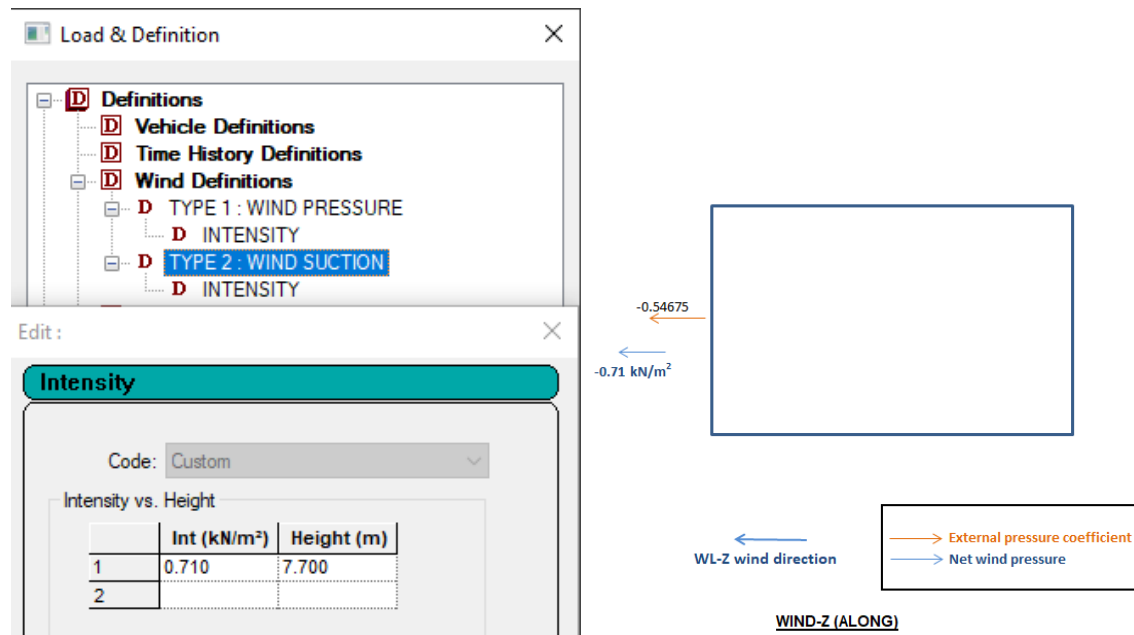 Load & Definition
Definitions
Vehicle Definitions
Time History Definitions
Wind Definitions
TYPE 1 : WIND PRESSURE
INTENSITY
TYPE 2 : WIND SUCTION
INTENSITY
Edit :
Intensity
Code: Custom
Intensity vs. Height
Int (kN/m²) Height (m)
1 0.710 7.700
2
-0.54675
-0.71 kN/m²
WL-Z wind direction
External pressure coefficient
Net wind pressure
WIND-Z (ALONG)